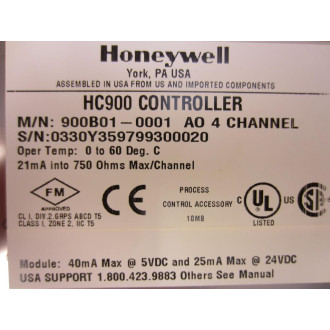 Honeywell
York, PA USA
ASSEMBLED IN USA FROM US AND IMPORTED COMPONENTS
HC900 CONTROLLER
M/N: 900B01-0001 AO 4 CHANNEL
S/N:0330Y359799300020
Oper Temp: 0 to 60 Deg. C
21mA into 750 Ohms Max/Channel
FM
APPROVED
CL I, DIV.2, GRPS ABCD T5
CLASS I, ZONE 2, IIC T5
PROCESS
CONTROL ACCESSORY
10MB
C UL US
LISTED
CE
Module: 40mA Max @ 5VDC and 25mA @ 24VDC
USA SUPPORT 1.800.423.9883 Others See Manual